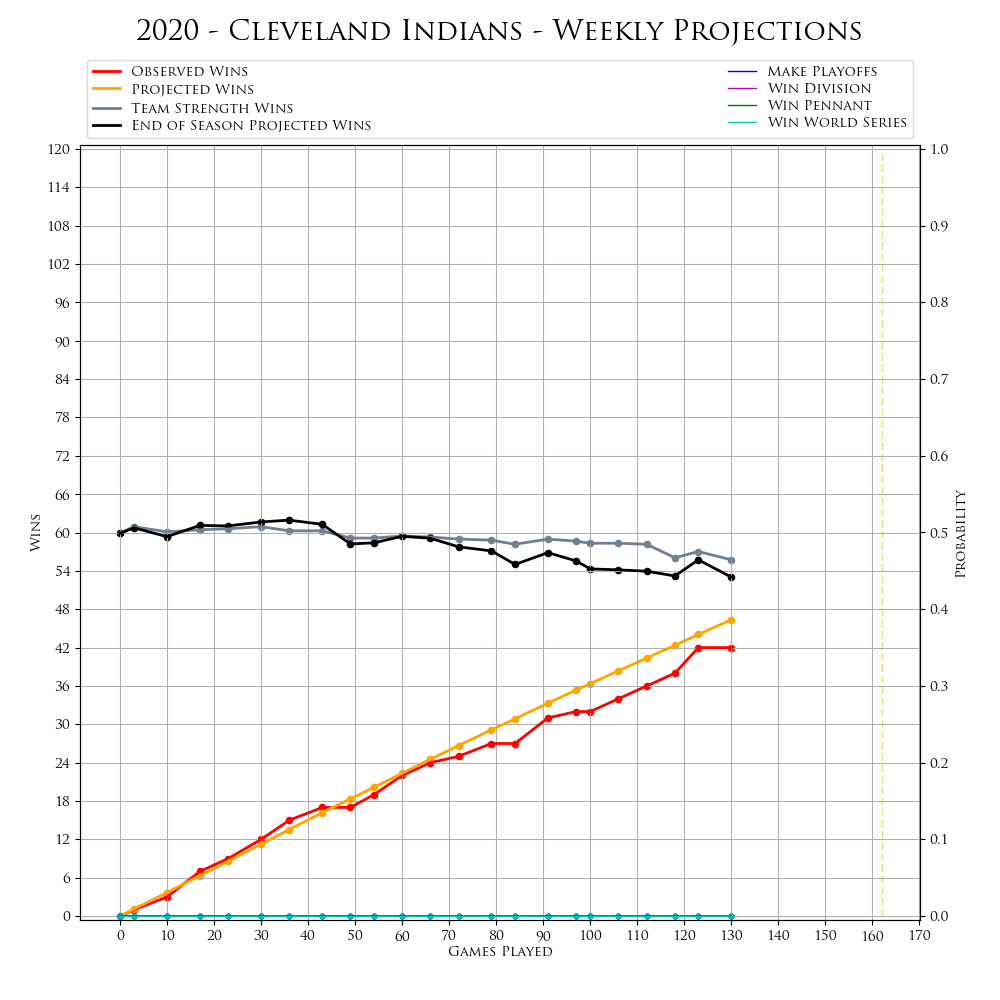 2020 - Cleveland Indians - Weekly Projections
Observed Wins
Projected Wins
Team Strength Wins
End of Season Projected Wins
Make Playoffs
Win Division
Win Pennant
Win World Series
120
114
108
102
96
90
84
78
72
66
60
54
48
42
36
30
24
18
12
6
0
Wins
1.0
0.9
0.8
0.7
0.6
0.5
0.4
0.3
0.2
0.1
0.0
Probability
0 10 20 30 40 50 60 70 80 90 100 110 120 130 140 150 160 170
Games Played